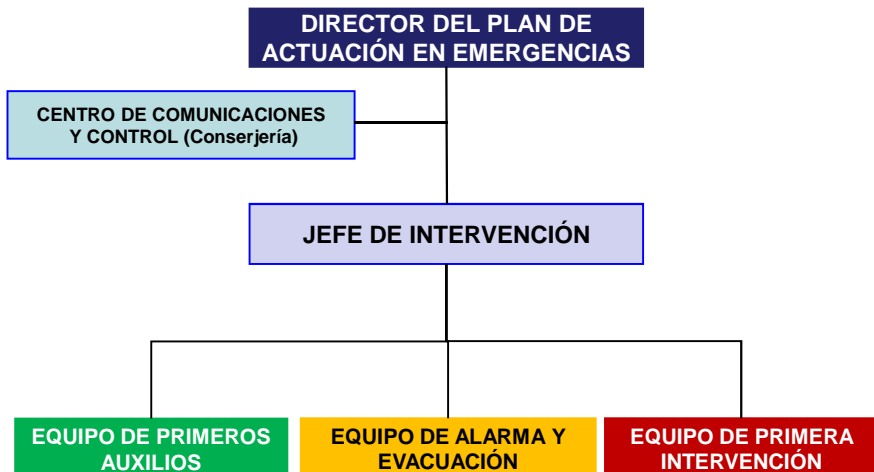 DIRECTOR DEL PLAN DE
ACTUACIÓN EN EMERGENCIAS
CENTRO DE COMUNICACIONES
Y CONTROL (Conserjería)
JEFE DE INTERVENCIÓN
EQUIPO DE PRIMEROS
AUXILIOS
EQUIPO DE ALARMA Y
EVACUACIÓN
EQUIPO DE PRIMERA
INTERVENCIÓN